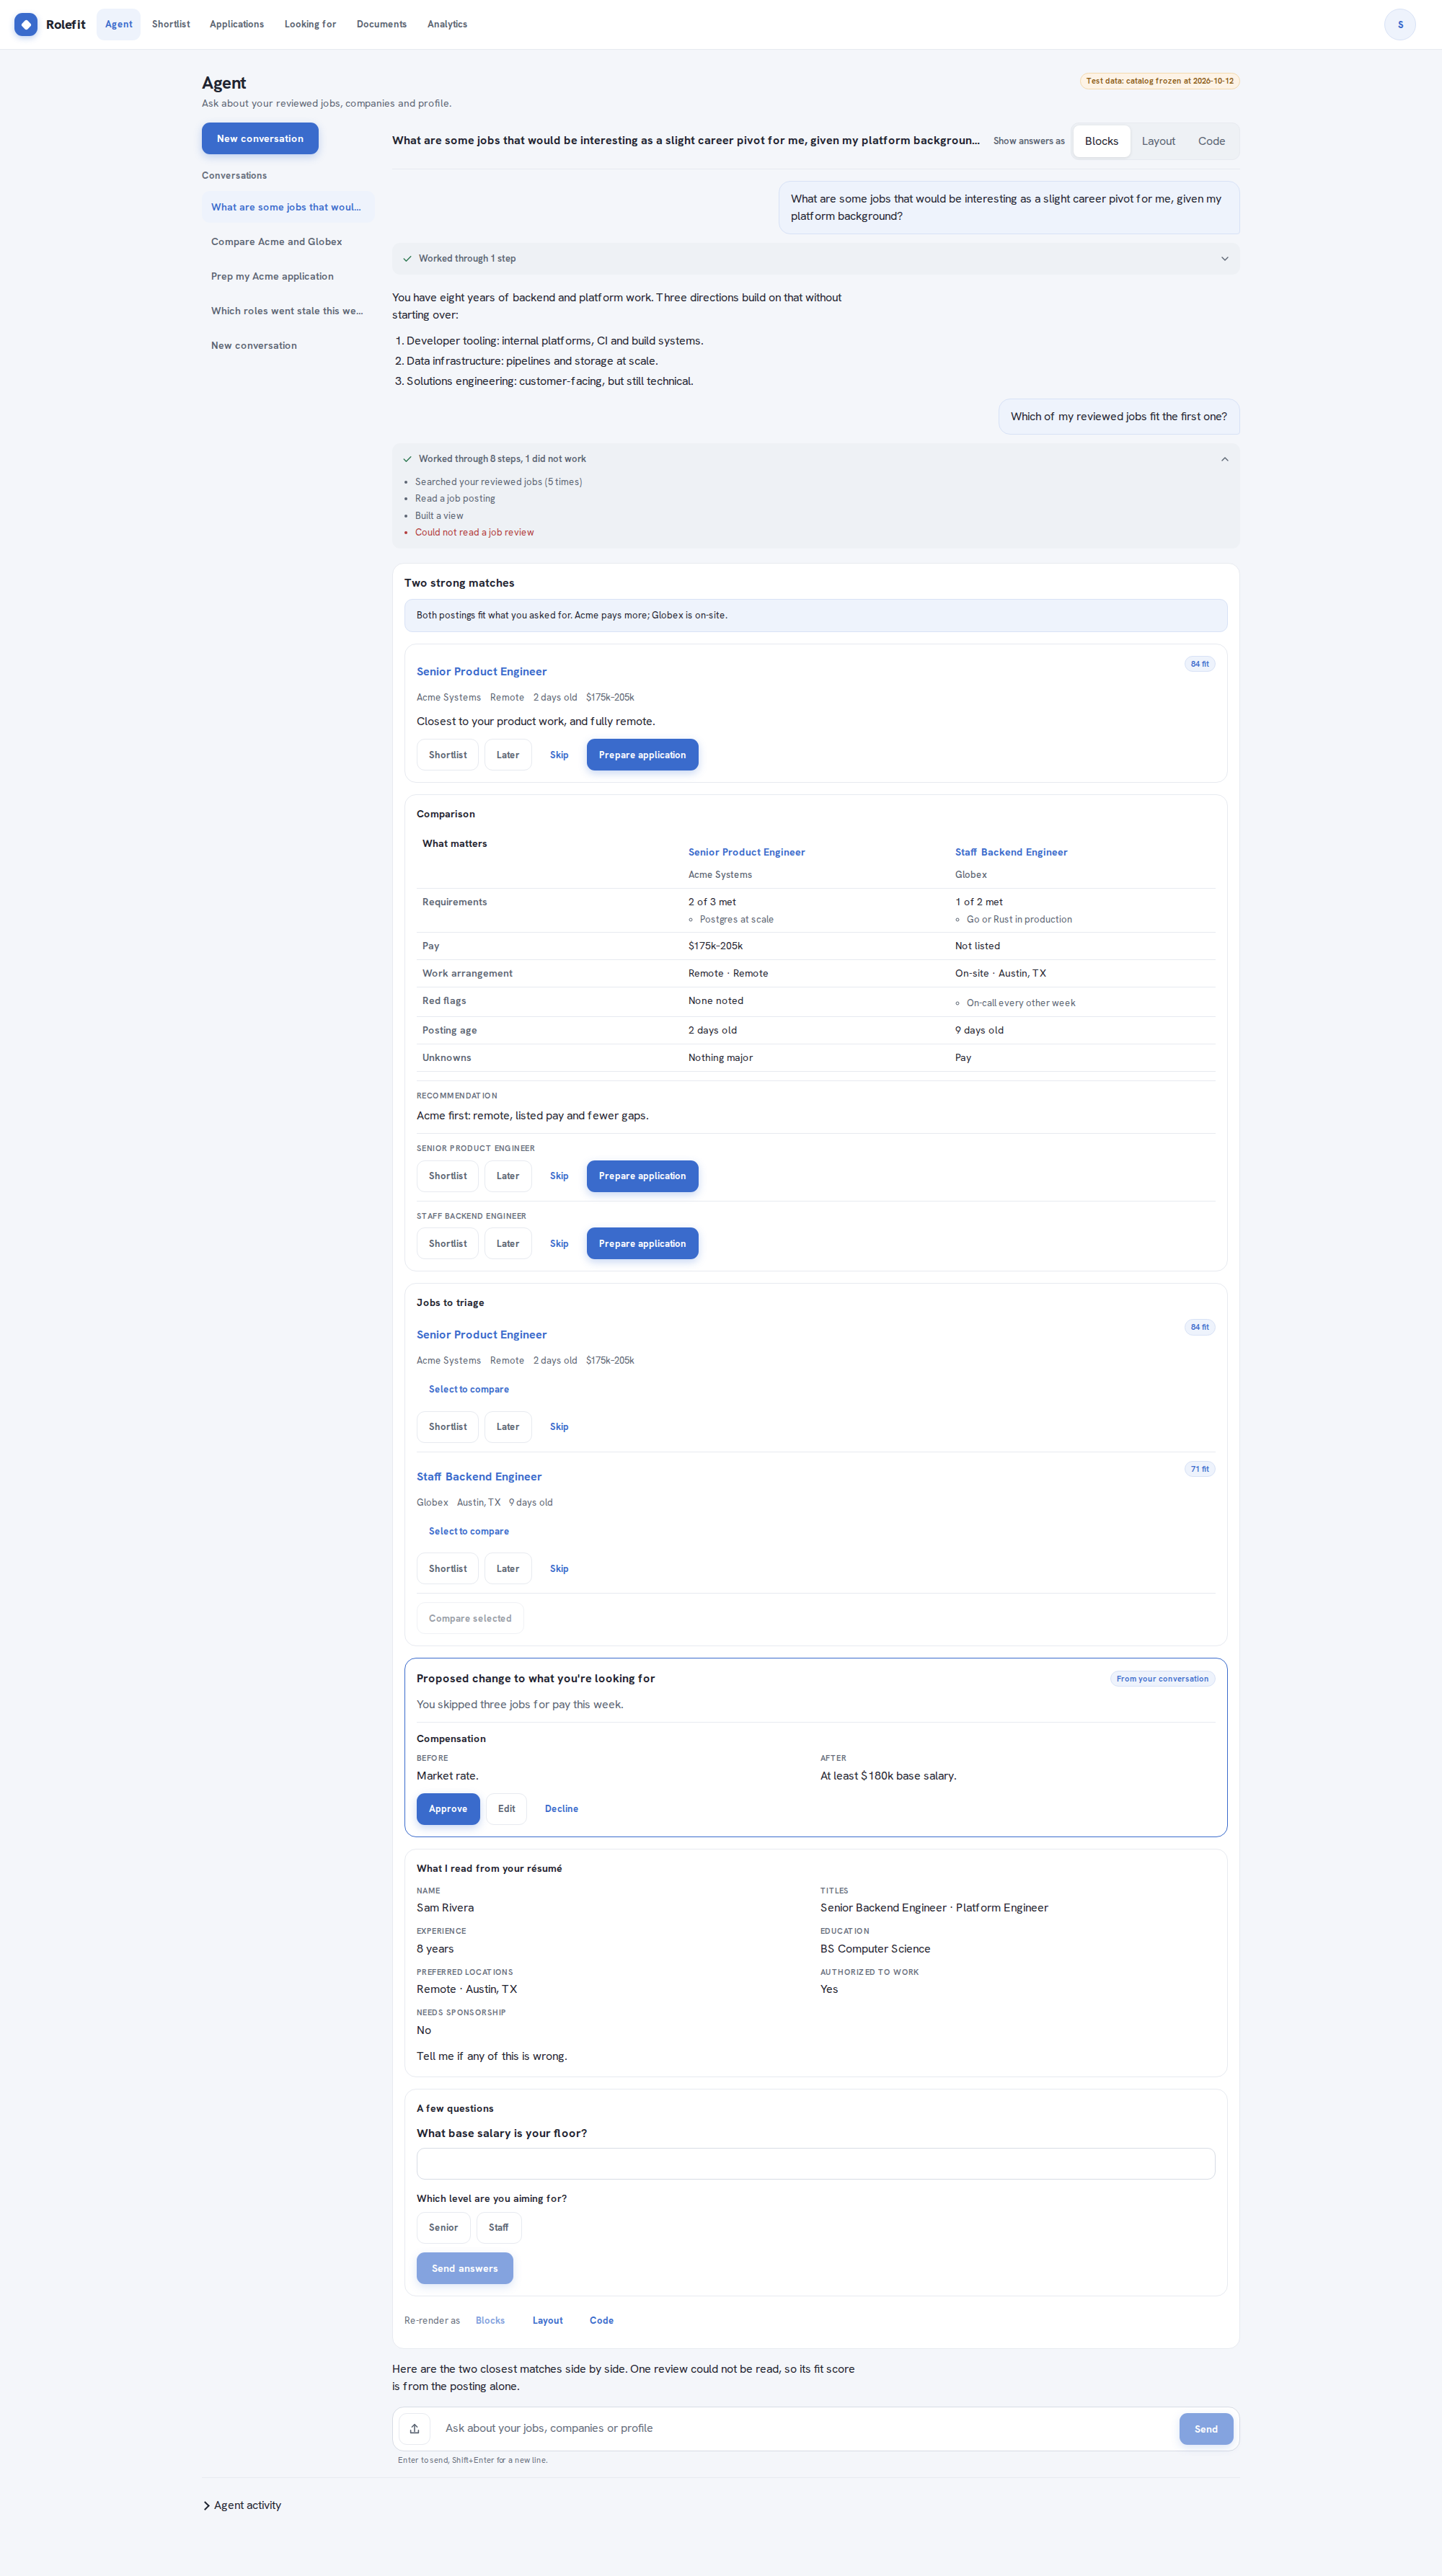 Rolefit
Agent
Shortlist
Applications
Looking for
Documents
Analytics
S
Agent
Test data: catalog frozen at 2026-10-12
Ask about your reviewed jobs, companies and profile.
New conversation
Conversations
What are some jobs that woul...
Compare Acme and Globex
Prep my Acme application
Which roles went stale this we...
New conversation
What are some jobs that would be interesting as a slight career pivot for me, given my platform backgroun...
Show answers as
Blocks
Layout
Code
What are some jobs that would be interesting as a slight career pivot for me, given my
platform background?
Worked through 1 step
You have eight years of backend and platform work. Three directions build on that without
starting over:
1. Developer tooling: internal platforms, CI and build systems.
2. Data infrastructure: pipelines and storage at scale.
3. Solutions engineering: customer-facing, but still technical.
Which of my reviewed jobs fit the first one?
Worked through 8 steps, 1 did not work
• Searched your reviewed jobs (5 times)
• Read a job posting
• Built a view
• Could not read a job review
Two strong matches
Both postings fit what you asked for. Acme pays more; Globex is on-site.
Senior Product Engineer
84 fit
Acme Systems Remote 2 days old $175k–205k
Closest to your product work, and fully remote.
Shortlist
Later
Skip
Prepare application
Comparison
What matters
Senior Product Engineer
Staff Backend Engineer
Acme Systems
Globex
Requirements
2 of 3 met
1 of 2 met
Postgres at scale
Go or Rust in production
Pay
$175k–205k
Not listed
Work arrangement
Remote · Remote
On-site · Austin, TX
Red flags
None noted
On-call every other week
Posting age
2 days old
9 days old
Unknowns
Nothing major
Pay
RECOMMENDATION
Acme first: remote, listed pay and fewer gaps.
SENIOR PRODUCT ENGINEER
Shortlist
Later
Skip
Prepare application
STAFF BACKEND ENGINEER
Shortlist
Later
Skip
Prepare application
Jobs to triage
Senior Product Engineer
84 fit
Acme Systems Remote 2 days old $175k–205k
Select to compare
Shortlist
Later
Skip
Staff Backend Engineer
71 fit
Globex Austin, TX 9 days old
Select to compare
Shortlist
Later
Skip
Compare selected
Proposed change to what you're looking for
From your conversation
You skipped three jobs for pay this week.
Compensation
BEFORE
AFTER
Market rate.
At least $180k base salary.
Approve
Edit
Decline
What I read from your résumé
NAME
TITLES
Sam Rivera
Senior Backend Engineer · Platform Engineer
EXPERIENCE
EDUCATION
8 years
BS Computer Science
PREFERRED LOCATIONS
AUTHORIZED TO WORK
Remote · Austin, TX
Yes
NEEDS SPONSORSHIP
No
Tell me if any of this is wrong.
A few questions
What base salary is your floor?
Which level are you aiming for?
Senior
Staff
Send answers
Re-render as
Blocks
Layout
Code
Here are the two closest matches side by side. One review could not be read, so its fit score
is from the posting alone.
Ask about your jobs, companies or profile
Send
Enter to send, Shift+Enter for a new line.
Agent activity